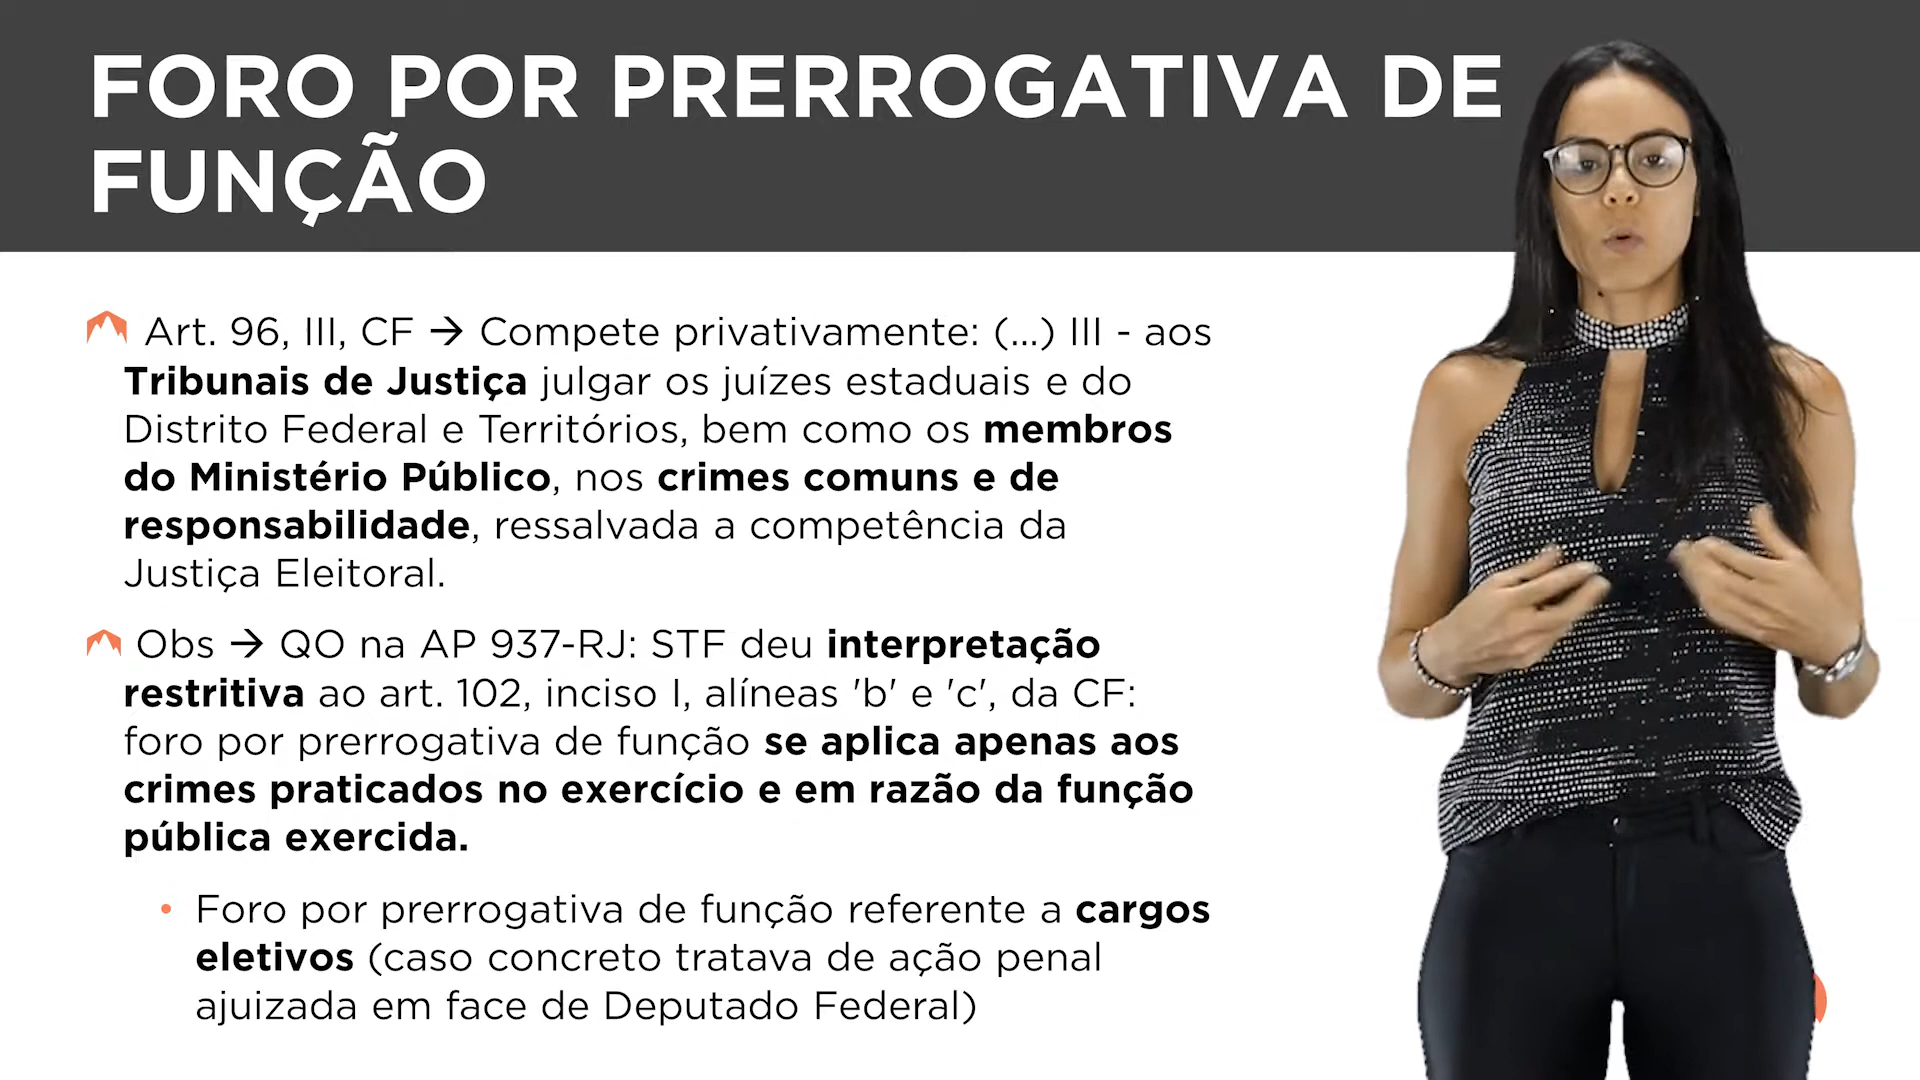 FORO POR PRERROGATIVA DE
FUNÇÃO
Art. 96, III, CF → Compete privativamente: (...) III - aos
Tribunais de Justiça julgar os juízes estaduais e do
Distrito Federal e Territórios, bem como os membros
do Ministério Público, nos crimes comuns e de
responsabilidade, ressalvada a competência da
Justiça Eleitoral.
Obs → QO na AP 937-RJ: STF deu interpretação
restritiva ao art. 102, inciso I, alíneas 'b' e 'c', da CF:
foro por prerrogativa de função se aplica apenas aos
crimes praticados no exercício e em razão da função
pública exercida.
• Foro por prerrogativa de função referente a cargos
eletivos (caso concreto tratava de ação penal
ajuizada em face de Deputado Federal)